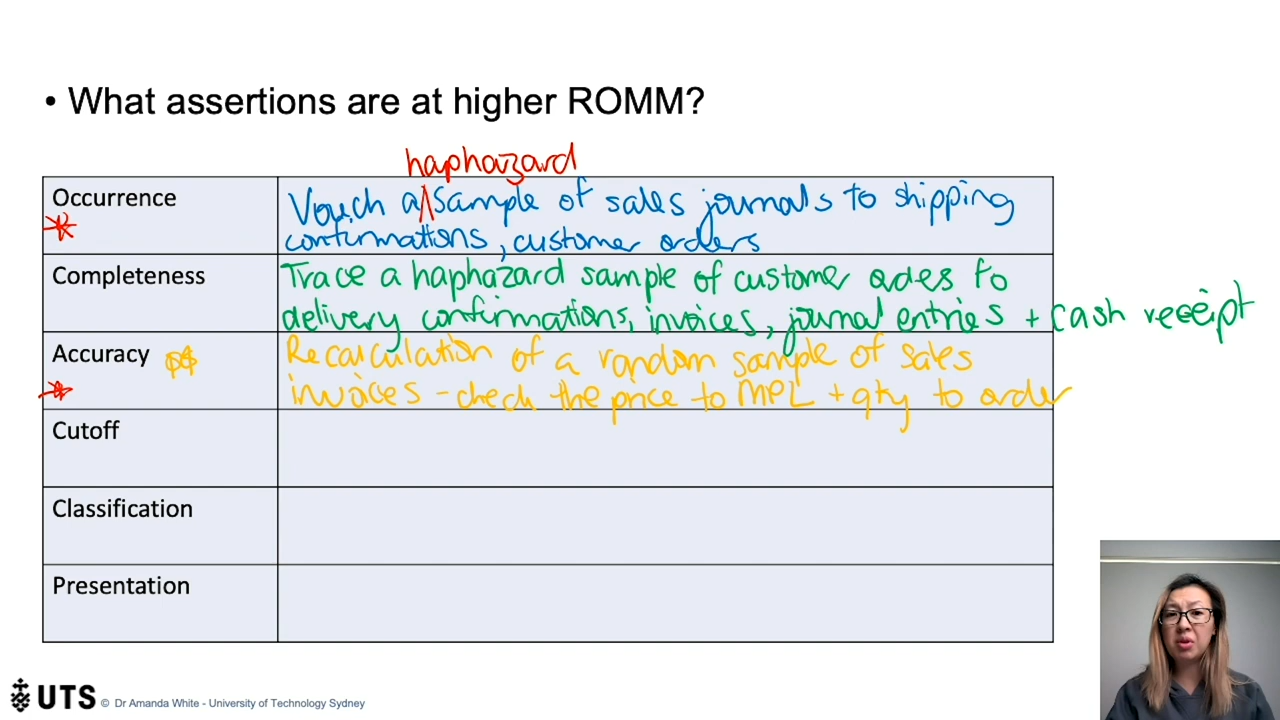 • What assertions are at higher ROMM?
haphazard
Occurrence
Vouch a sample of sales journals to shipping
confirmations, customer orders
Completeness
Trace a haphazard sample of customer orders to
delivery confirmations, invoices, journal entries + cash receipt
Accuracy $$
Recalculation of a random sample of sales
invoices - check the price to MPL + qty to order
Cutoff
Classification
Presentation
UTS © Dr Amanda White - University of Technology Sydney